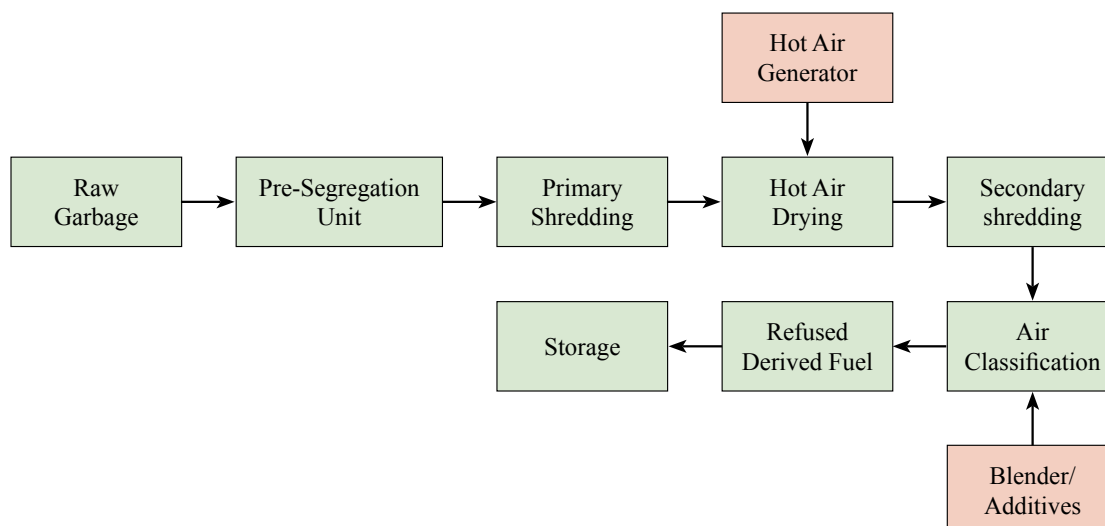 Hot Air
Generator
Raw
Garbage
Pre-Segregation
Unit
Primary
Shredding
Hot Air
Drying
Secondary
shredding
Storage
Refused
Derived Fuel
Air
Classification
Blender/
Additives